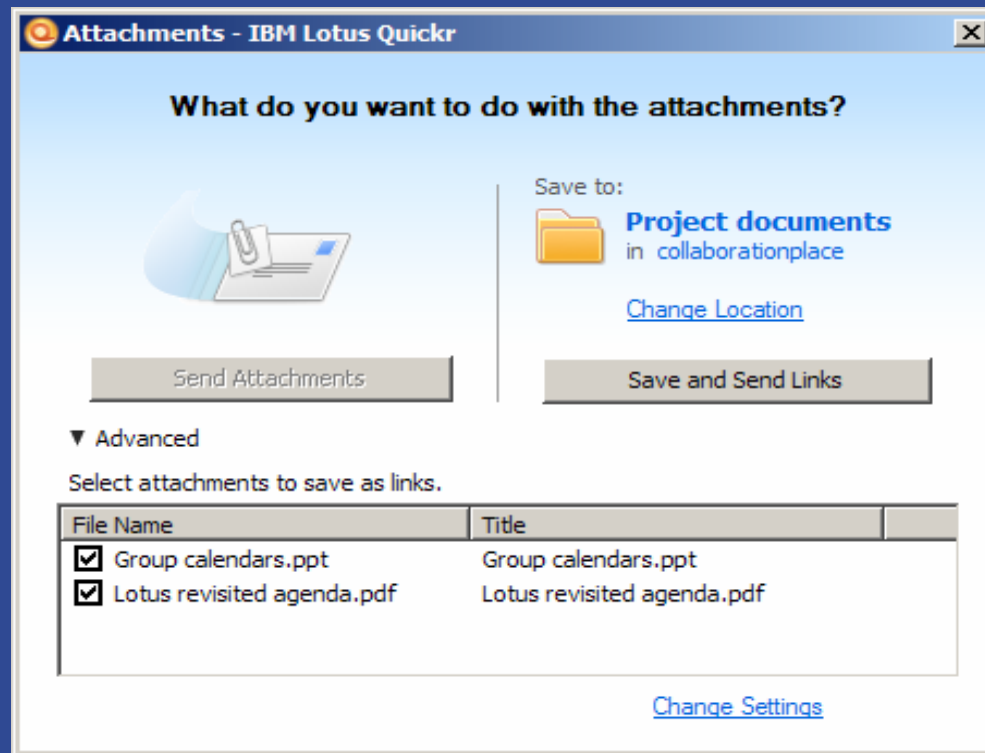 Attachments - IBM Lotus Quickr
What do you want to do with the attachments?
Send Attachments
Save to:
Project documents
in collaborationplace
Change Location
Save and Send Links
Advanced
Select attachments to save as links.
File Name Title
Group calendars.ppt Group calendars.ppt
Lotus revisited agenda.pdf Lotus revisited agenda.pdf
Change Settings